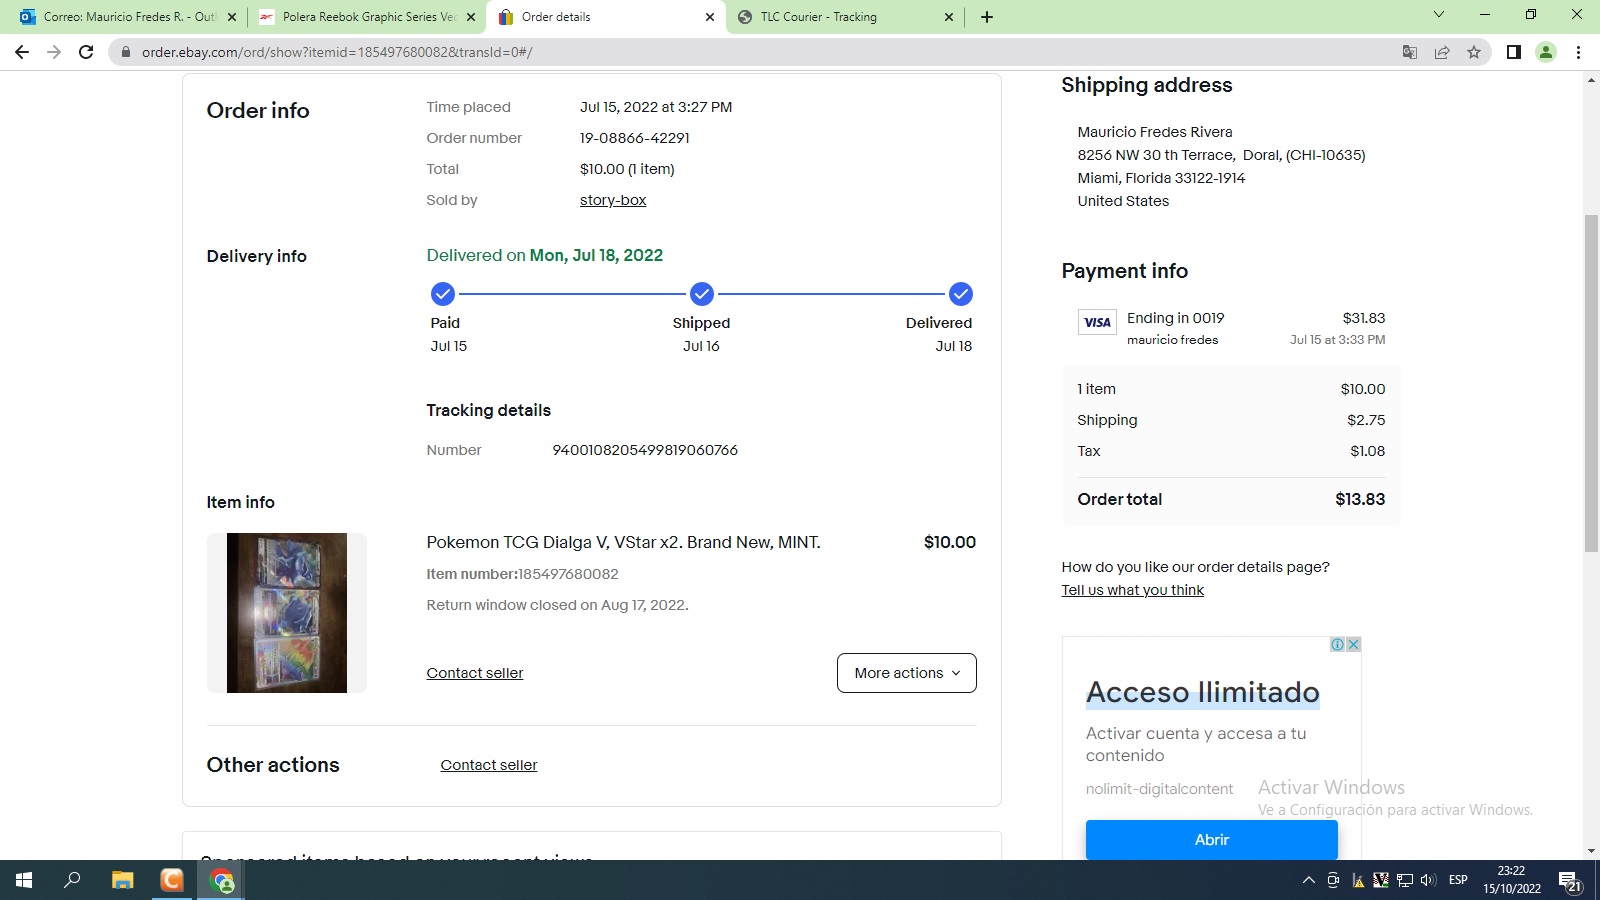 Correo: Mauricio Fredes R. - Outl
Polera Reebok Graphic Series Vec
Order details
TLC Courier - Tracking
order.ebay.com/ord/show?itemid=185497680082&transId=0#/
Order info
Time placed Jul 15, 2022 at 3:27 PM
Order number 19-08866-42291
Total $10.00 (1 item)
Sold by story-box
Delivery info
Delivered on Mon, Jul 18, 2022
Paid Shipped Delivered
Jul 15 Jul 16 Jul 18
Tracking details
Number 9400108205499819060766
Item info
Pokemon TCG Dialga V, VStar x2. Brand New, MINT. $10.00
Item number:185497680082
Return window closed on Aug 17, 2022.
Contact seller More actions
Other actions Contact seller
Shipping address
Mauricio Fredes Rivera
8256 NW 30 th Terrace, Doral, (CHI-10635)
Miami, Florida 33122-1914
United States
Payment info
VISA Ending in 0019 $31.83
mauricio fredes Jul 15 at 3:33 PM
1 item $10.00
Shipping $2.75
Tax $1.08
Order total $13.83
How do you like our order details page?
Tell us what you think
Acceso Ilimitado
Activar cuenta y accesa a tu
contenido
nolimit-digitalcontent
Abrir
Activar Windows
Ve a Configuración para activar Windows.
Sponsored items based on your recent views
ESP
23:22
15/10/2022
21